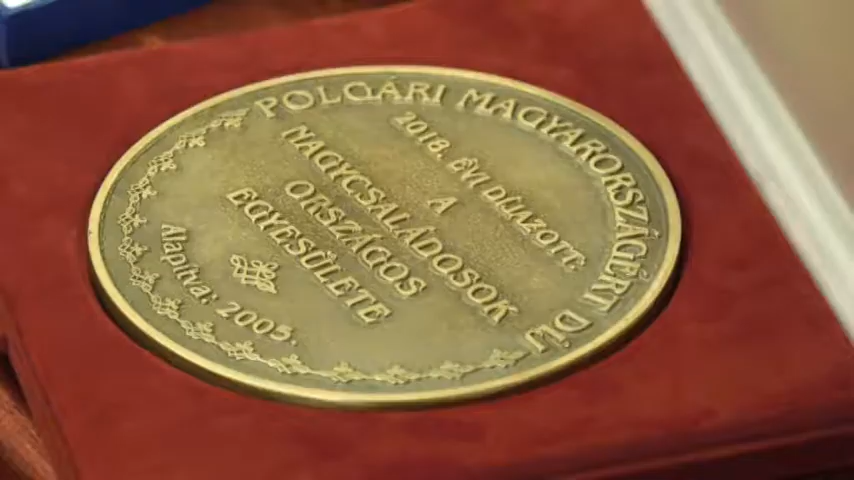 POLGÁRI MAGYARORSZÁGÉRT DÍJ
2018. ÉVI DÍJAZOTT:
A
NAGYCSALÁDOSOK
ORSZÁGOS
EGYESÜLETE
Alapítva: 2005.